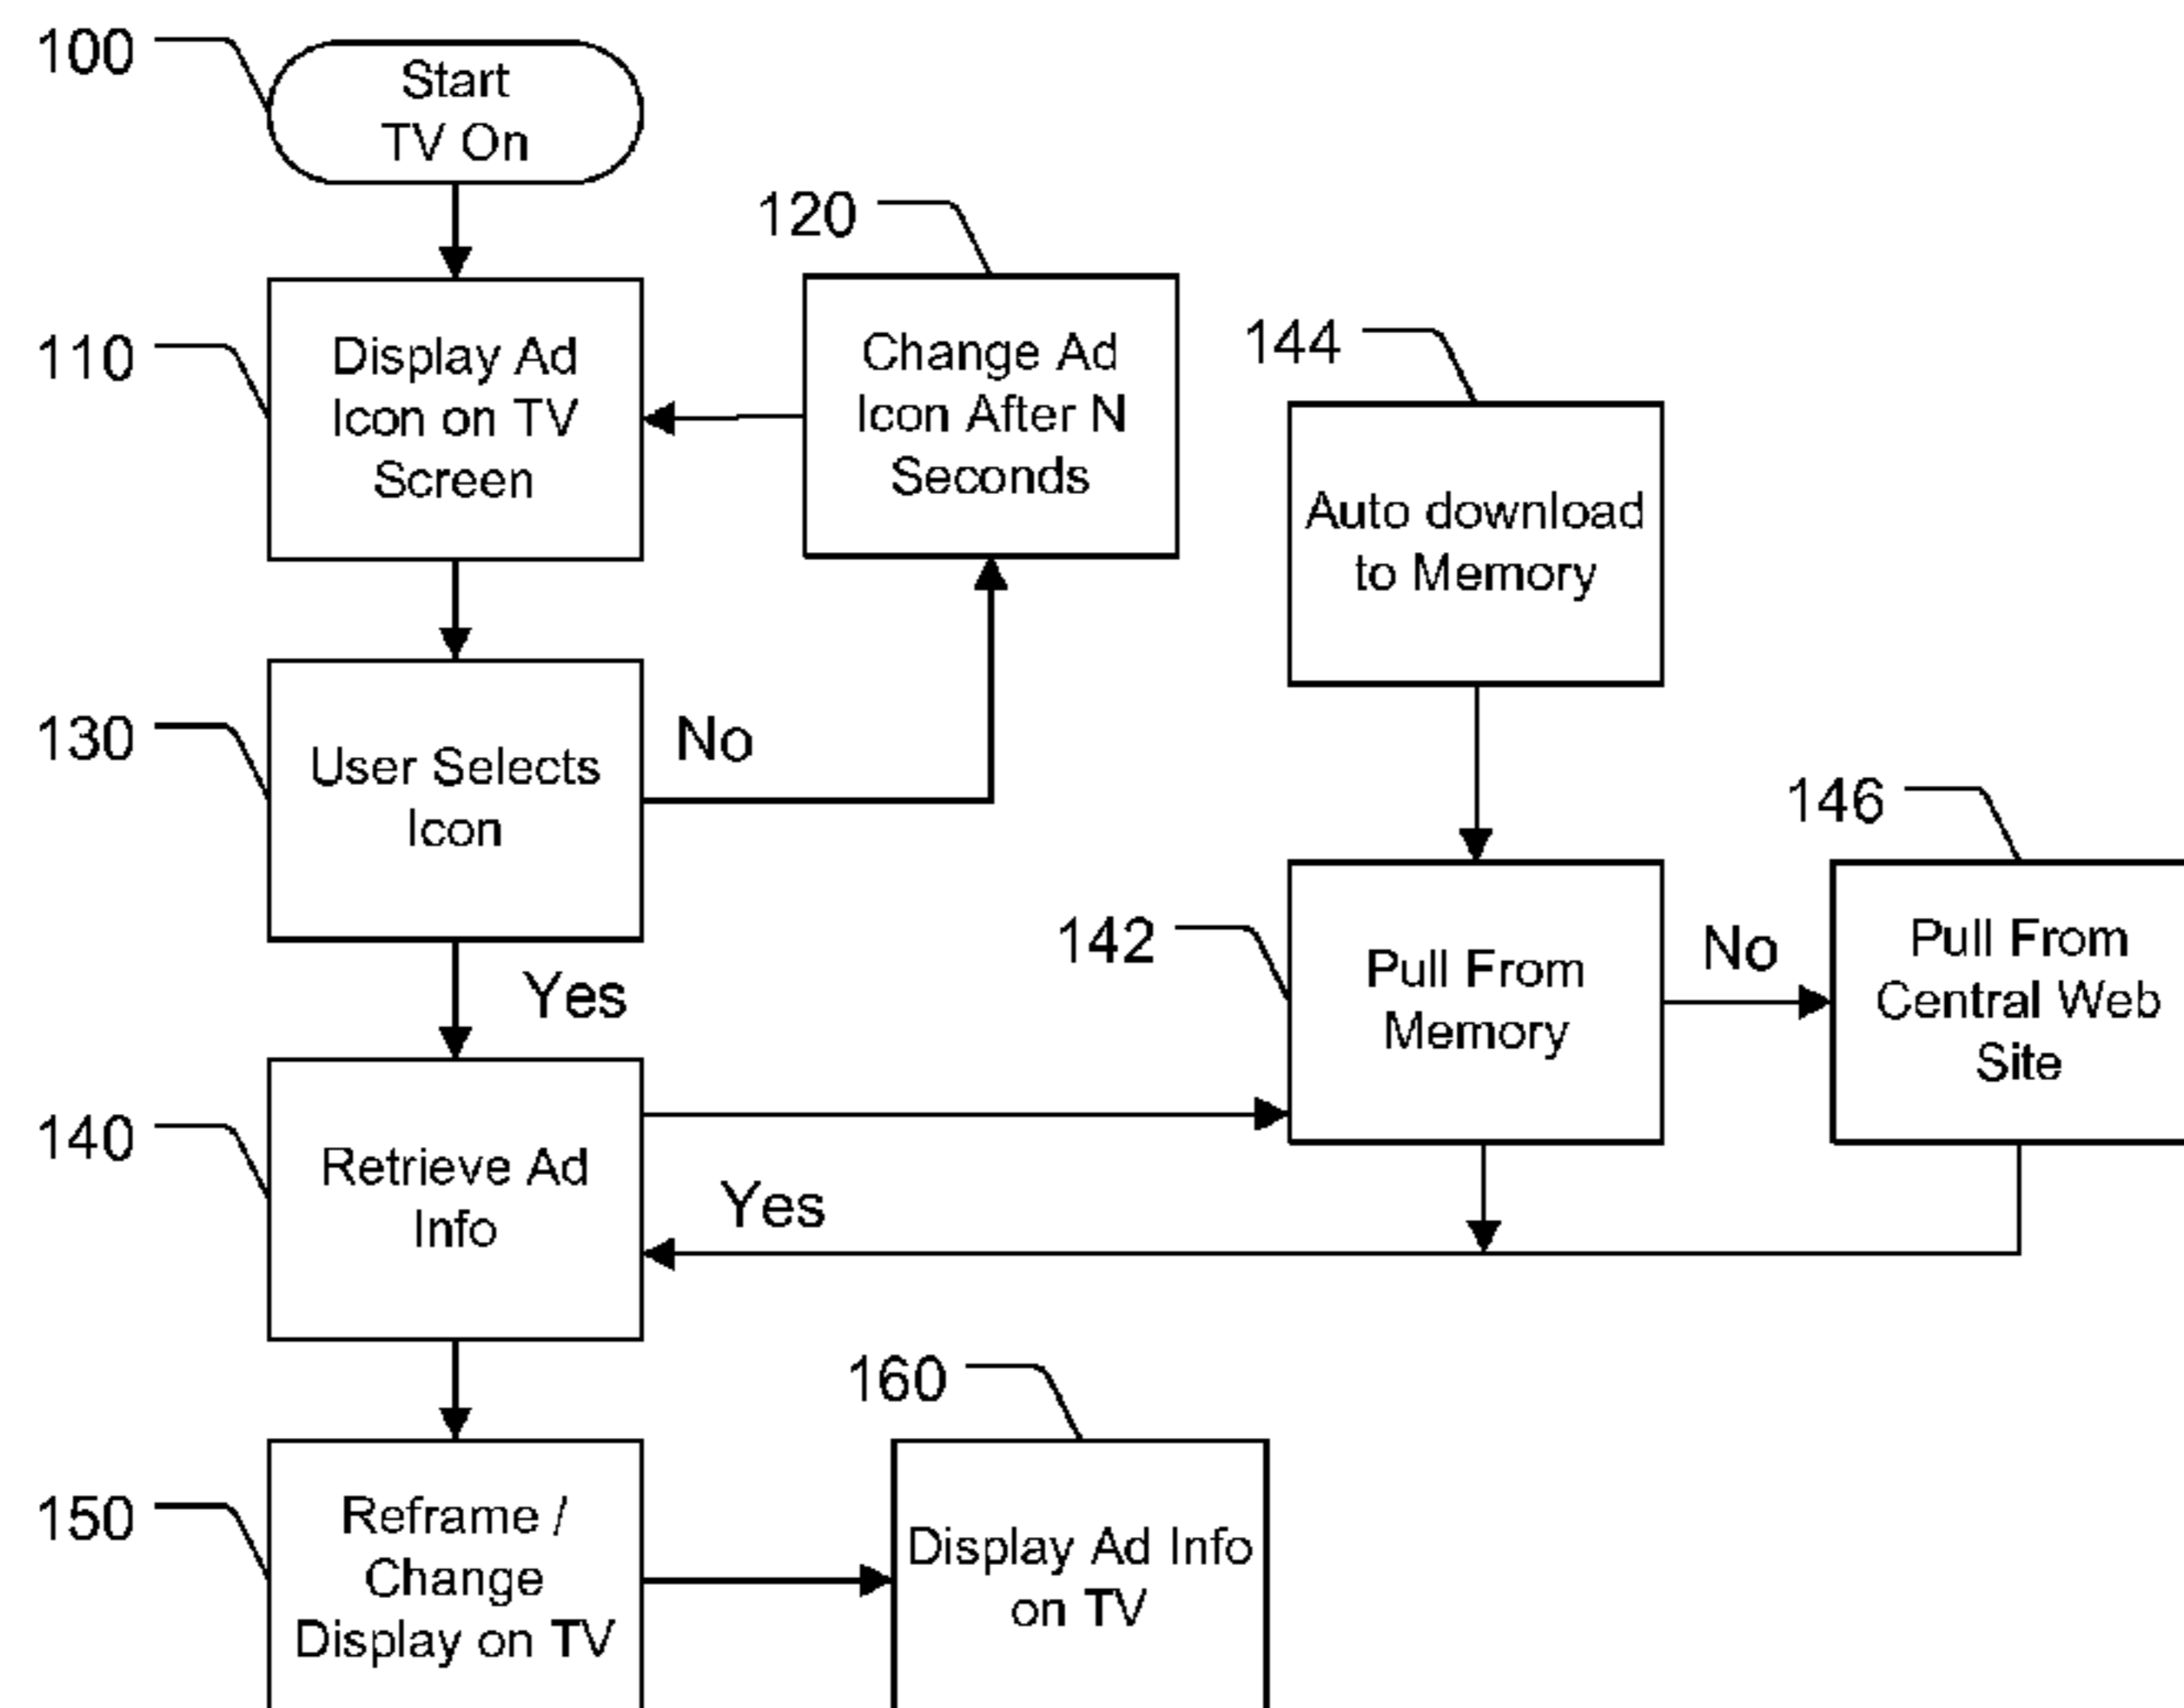 100
Start
TV On
120
110
Display Ad
Icon on TV
Screen
Change Ad
Icon After N
Seconds
144
Auto download
to Memory
130
User Selects
Icon
No
146
142
Pull From
Memory
No
Pull From
Central Web
Site
Yes
140
Retrieve Ad
Info
Yes
160
150
Reframe /
Change
Display on TV
Display Ad Info
on TV